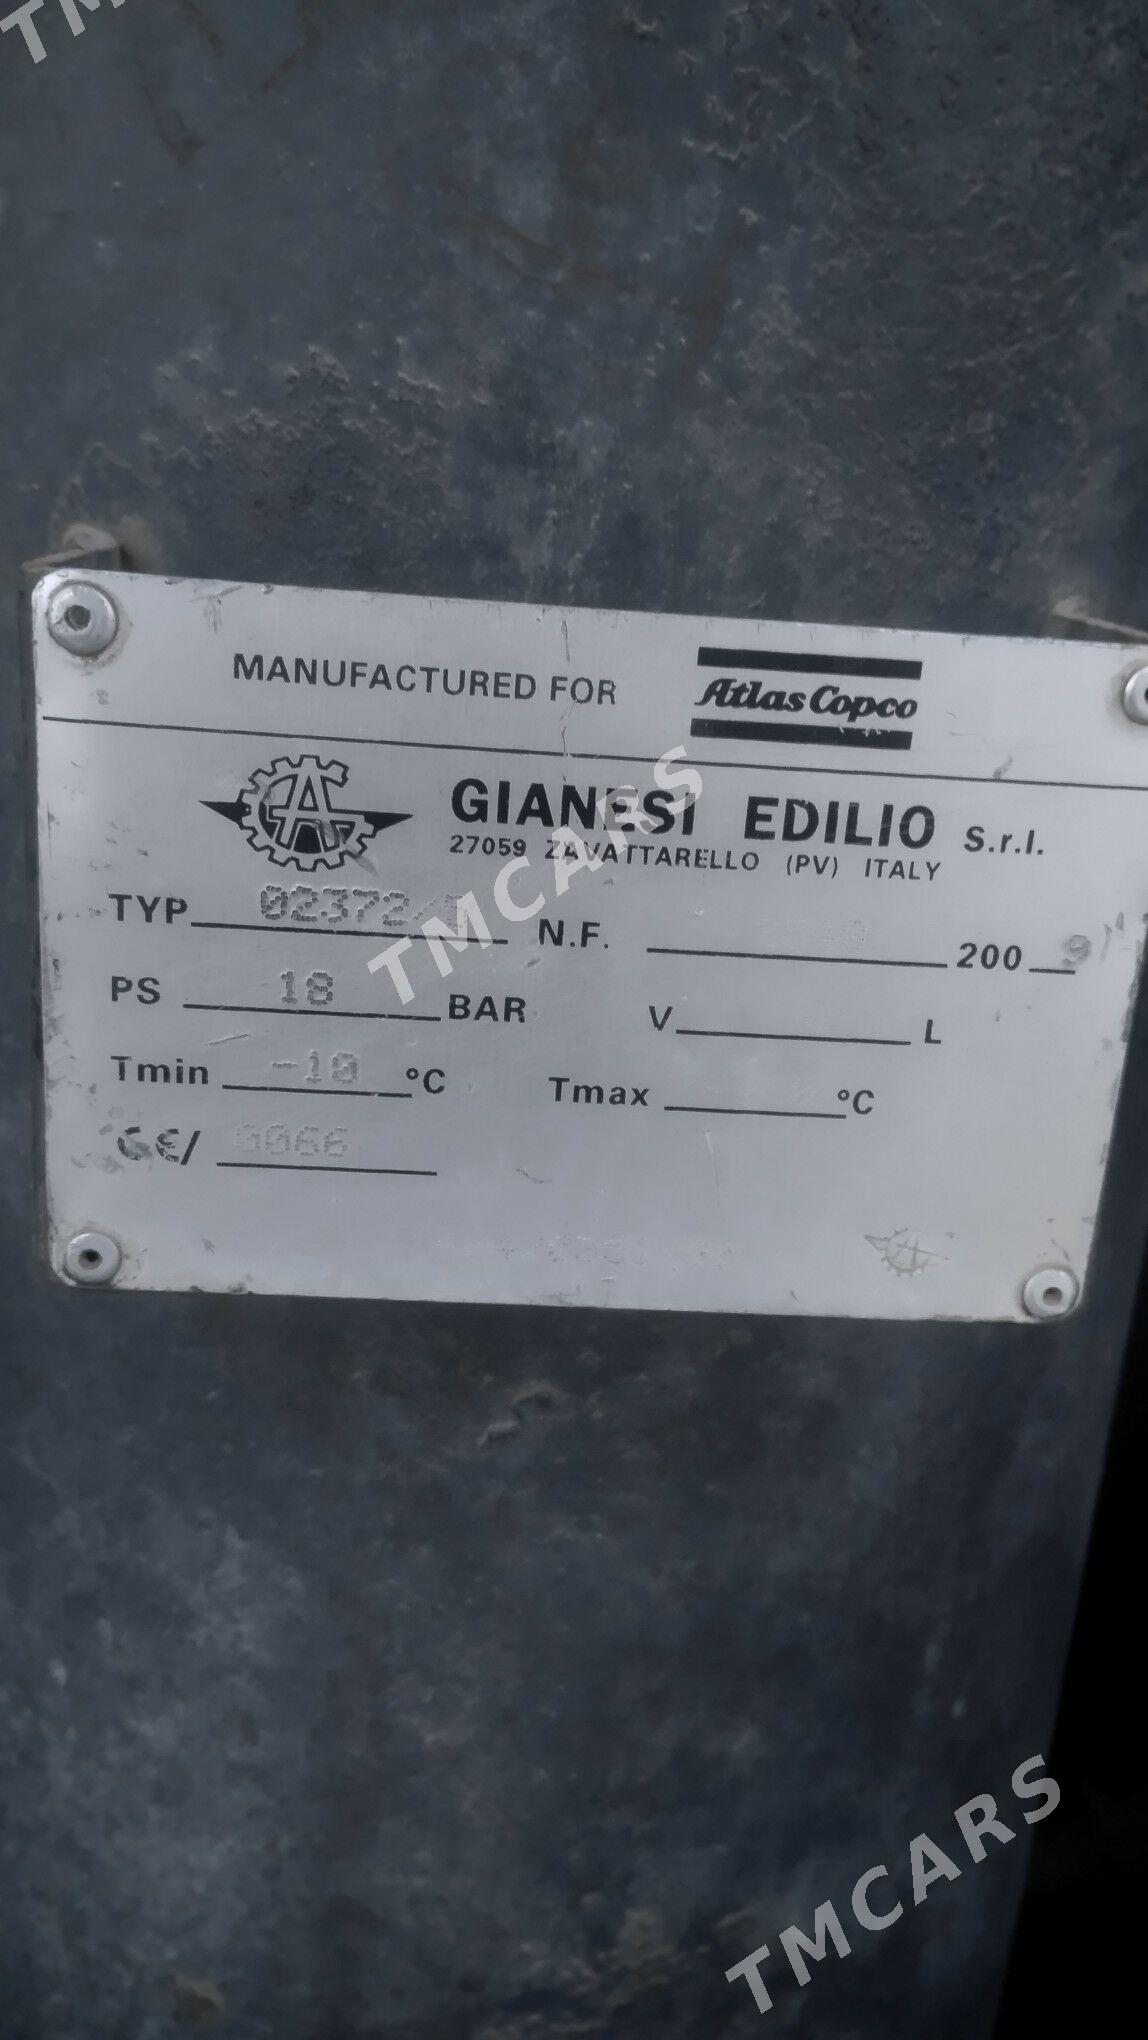 TM
MANUFACTURED FOR Atlas Copco
GIANESI EDILIO S.r.l.
27059 ZAVATTARELLO (PV) ITALY
TYP 02372/ N.F. 200 9
PS 18 BAR V L
Tmin -10 °C Tmax °C
CE/ 0066
TMCARS
TMCARS